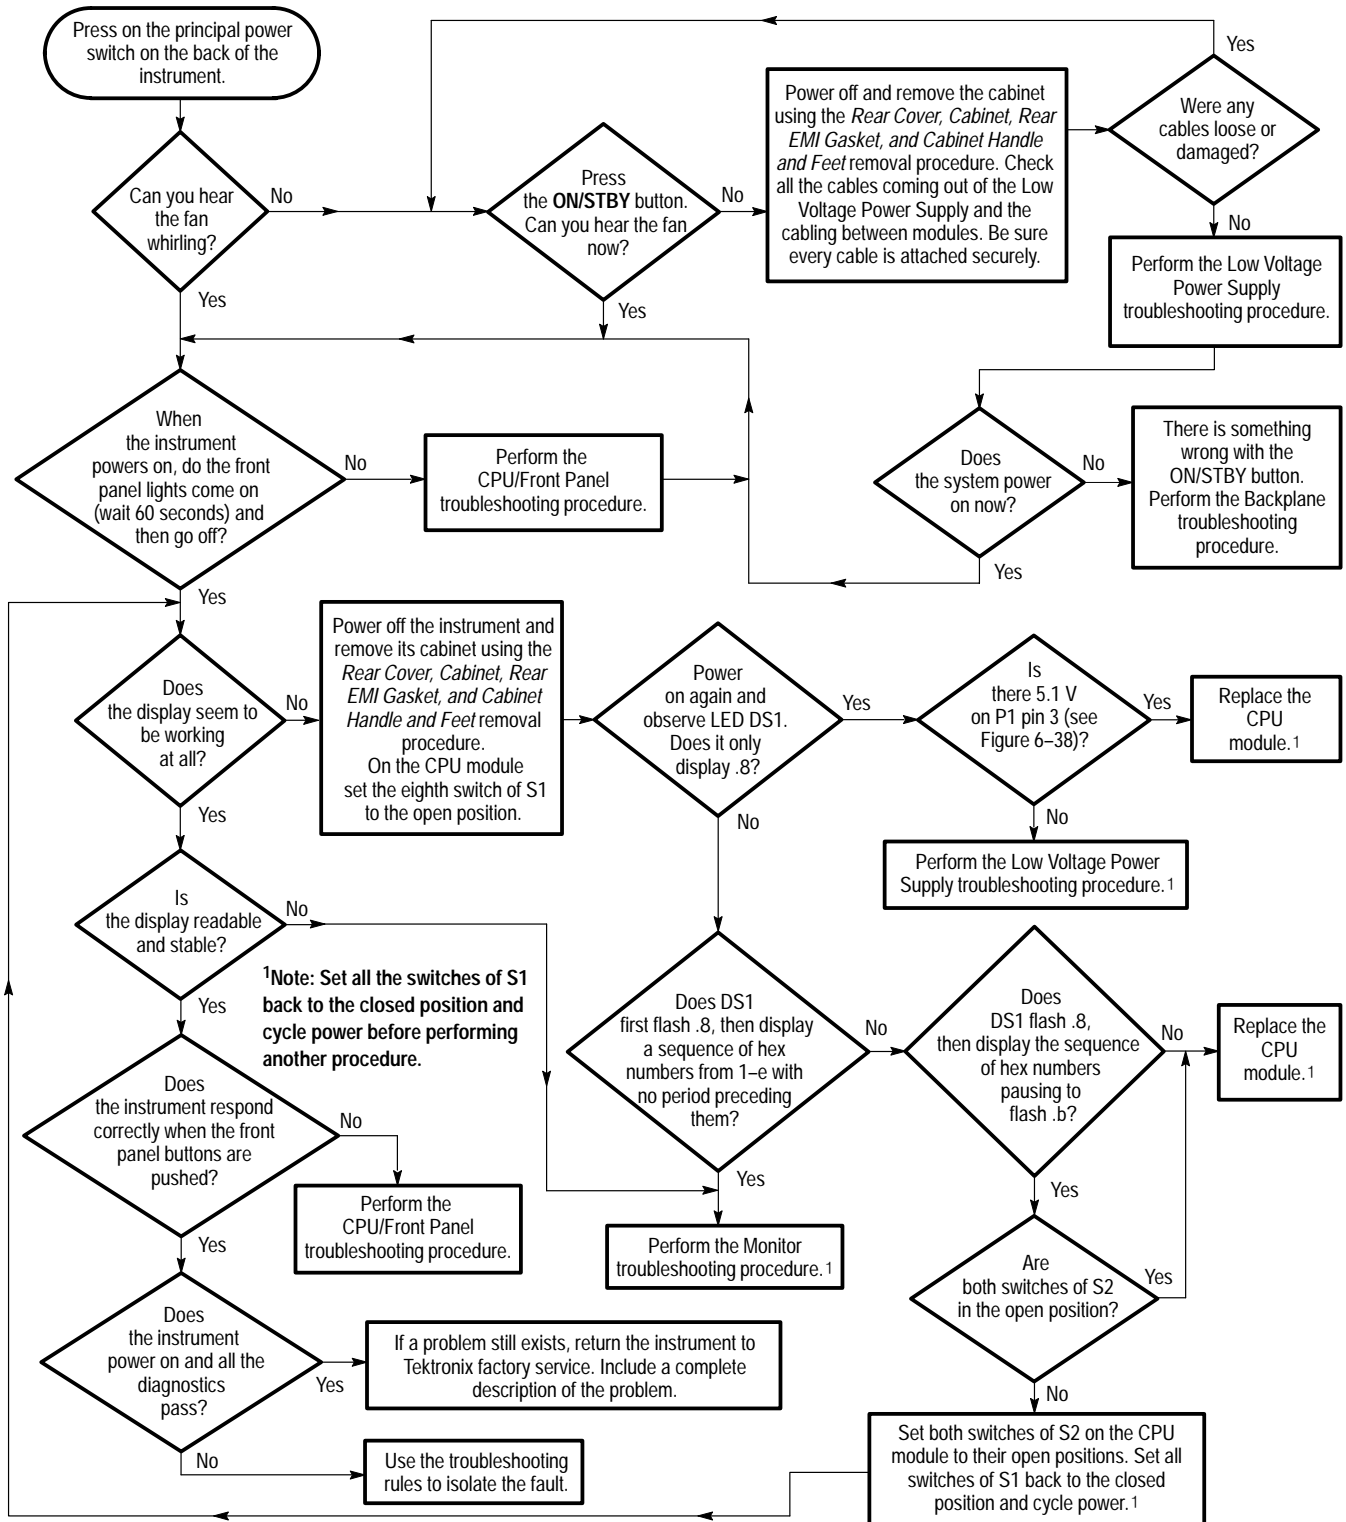 Press on the principal power
switch on the back of the
instrument.
Can you hear
the fan
whirling?
No
Yes
Press
the ON/STBY button.
Can you hear the fan
now?
No
Yes
Power off and remove the cabinet
using the Rear Cover, Cabinet, Rear
EMI Gasket, and Cabinet Handle
and Feet removal procedure. Check
all the cables coming out of the Low
Voltage Power Supply and the
cabling between modules. Be sure
every cable is attached securely.
Yes
Were any
cables loose or
damaged?
No
Perform the Low Voltage
Power Supply
troubleshooting procedure.
When
the instrument
powers on, do the front
panel lights come on
(wait 60 seconds) and
then go off?
No
Yes
Perform the
CPU/Front Panel
troubleshooting procedure.
Does
the system power
on now?
No
Yes
There is something
wrong with the
ON/STBY button.
Perform the Backplane
troubleshooting
procedure.
Does
the display seem to
be working
at all?
No
Yes
Power off the instrument and
remove its cabinet using the
Rear Cover, Cabinet, Rear
EMI Gasket, and Cabinet
Handle and Feet removal
procedure.
On the CPU module
set the eighth switch of S1
to the open position.
Power
on again and
observe LED DS1.
Does it only
display .8?
Yes
No
Is
there 5.1 V
on P1 pin 3 (see
Figure 6–38)?
Yes
No
Replace the
CPU
module.1
Perform the Low Voltage Power
Supply troubleshooting procedure.1
Is
the display readable
and stable?
No
Yes
1Note: Set all the switches of S1
back to the closed position and
cycle power before performing
another procedure.
Does DS1
first flash .8, then display
a sequence of hex
numbers from 1–e with
no period preceding
them?
No
Yes
Does
DS1 flash .8,
then display the sequence
of hex numbers
pausing to
flash .b?
No
Yes
Replace the
CPU
module.1
Does
the instrument respond
correctly when the front
panel buttons are
pushed?
No
Yes
Perform the
CPU/Front Panel
troubleshooting procedure.
Perform the Monitor
troubleshooting procedure.1
Are
both switches of S2
in the open position?
Yes
No
Does
the instrument
power on and all the
diagnostics
pass?
Yes
No
If a problem still exists, return the instrument to
Tektronix factory service. Include a complete
description of the problem.
Use the troubleshooting
rules to isolate the fault.
Set both switches of S2 on the CPU
module to their open positions. Set all
switches of S1 back to the closed
position and cycle power.1